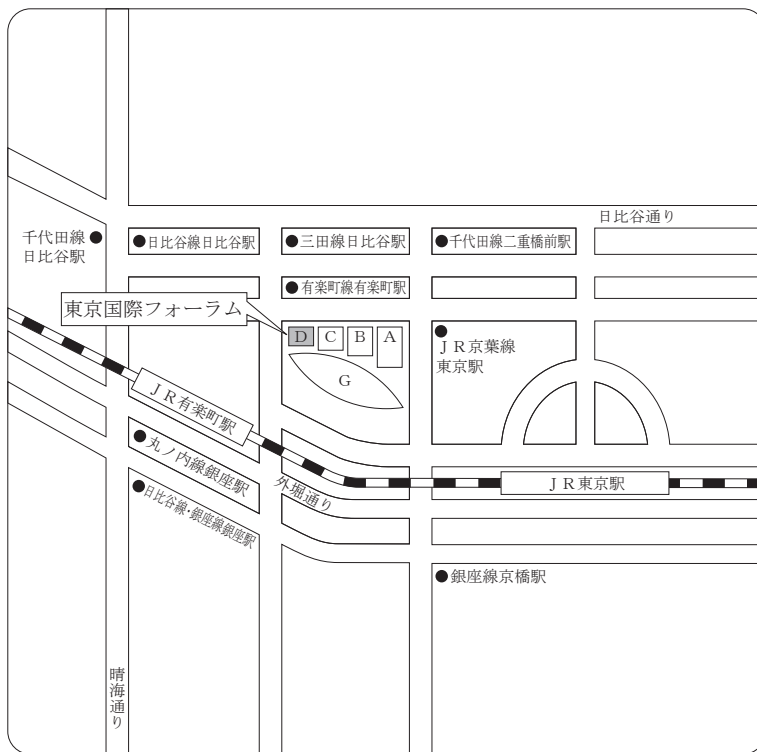 日比谷通り
千代田線
日比谷駅
日比谷線日比谷駅
三田線日比谷駅
千代田線二重橋前駅
有楽町線有楽町駅
東京国際フォーラム
D
C
B
A
G
ＪＲ京葉線
東京駅
ＪＲ有楽町駅
丸ノ内線銀座駅
日比谷線・銀座線銀座駅
外堀通り
ＪＲ東京駅
銀座線京橋駅
晴海通り